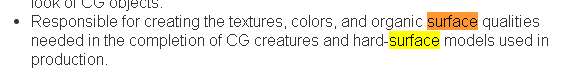 look of CG objects.
• Responsible for creating the textures, colors, and organic surface qualities
needed in the completion of CG creatures and hard-surface models used in
production.